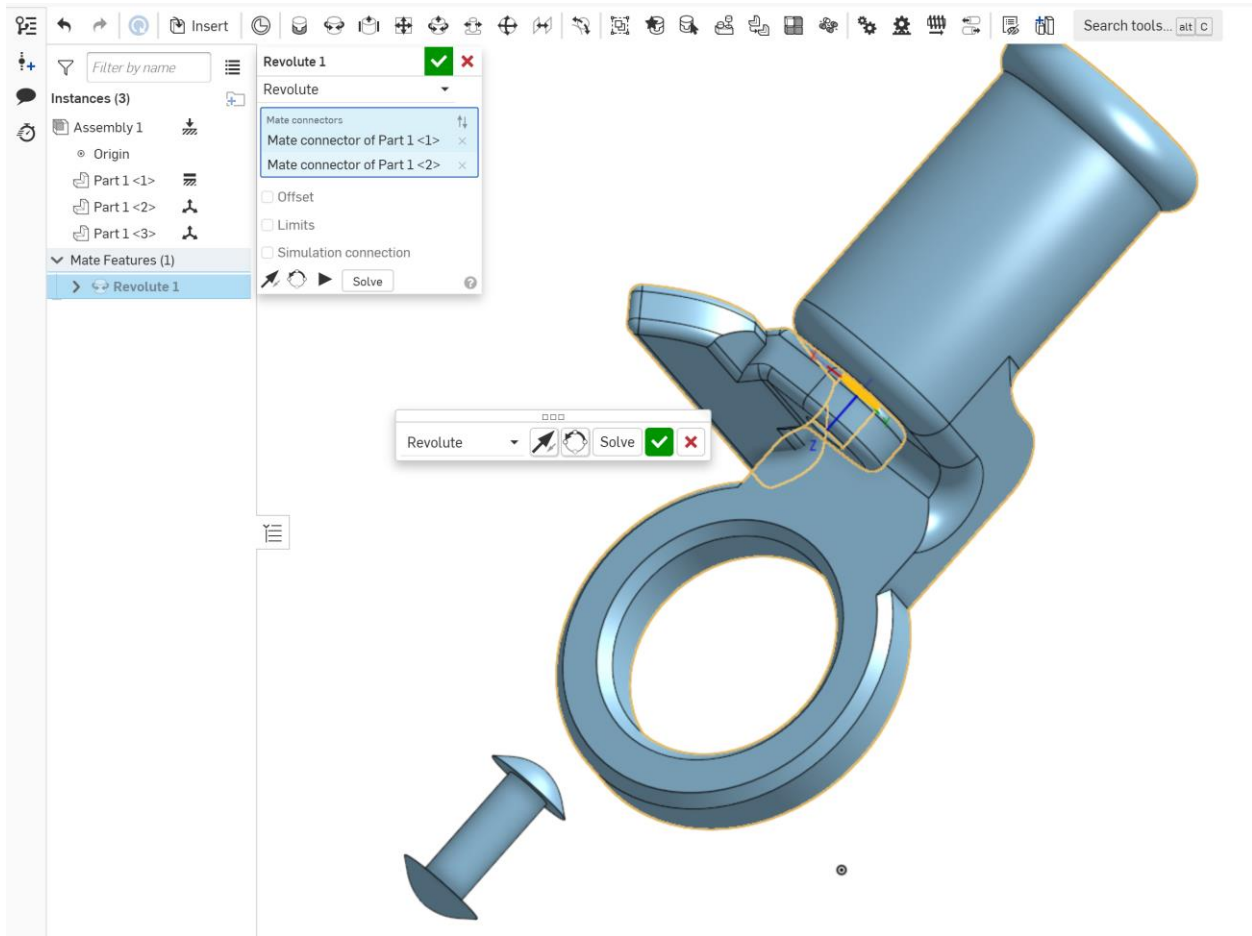 Insert
Search tools... alt C
Filter by name
Instances (3)
Assembly 1
Origin
Part 1 <1>
Part 1 <2>
Part 1 <3>
Mate Features (1)
Revolute 1
Revolute 1
Revolute
Mate connectors
Mate connector of Part 1 <1>
Mate connector of Part 1 <2>
Offset
Limits
Simulation connection
Solve
Revolute
Solve
Z